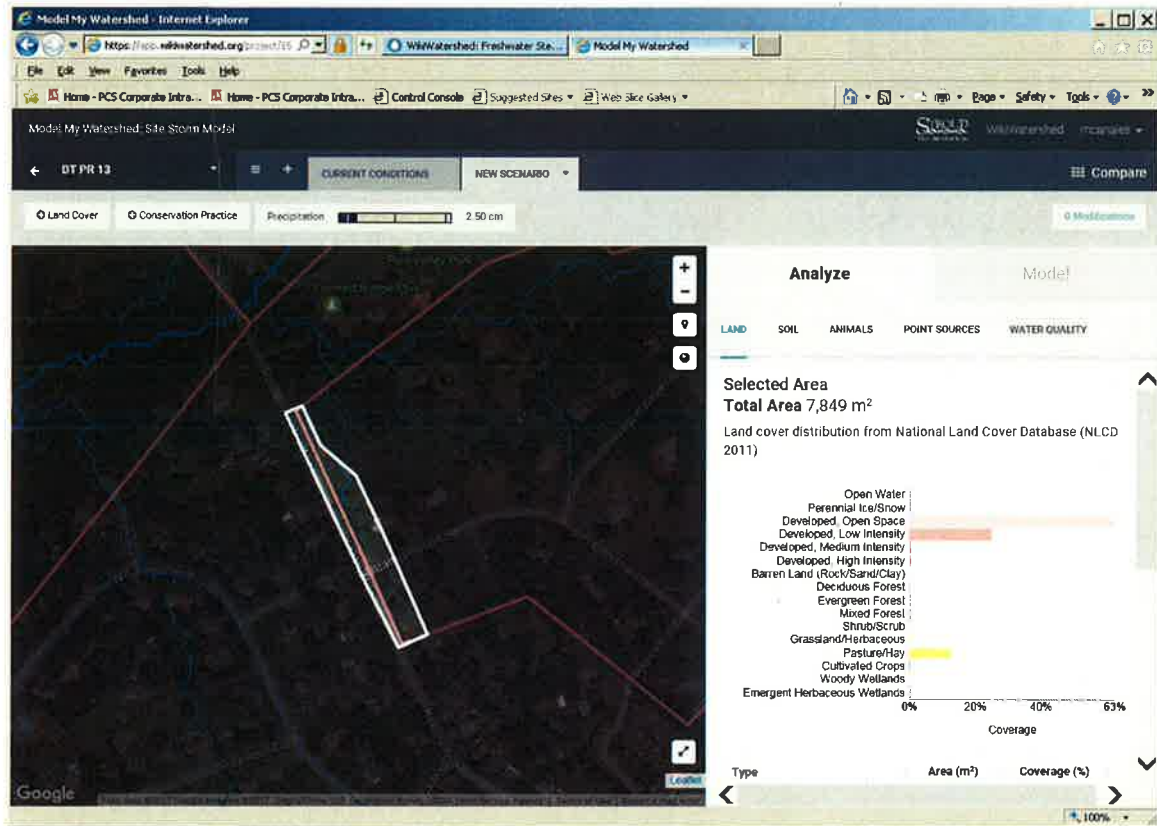 Model My Watershed - Internet Explorer
WikiWatershed: Freshwater Ste... Model My Watershed
File Edit View Favorites Tools Help
Home - PCS Corporate Intra... Home - PCS Corporate Intra... Control Console Suggested Sites Web Slice Gallery Page Safety Tools
Model My Watershed: Site Storm Model
WikiWatershed
DT PR 13 CURRENT CONDITIONS NEW SCENARIO Compare
Land Cover Conservation Practice Precipitation 2.50 cm 0 Modifications
Analyze Model
LAND SOIL ANIMALS POINT SOURCES WATER QUALITY
Selected Area
Total Area 7,849 m²
Land cover distribution from National Land Cover Database (NLCD
2011)
Open Water
Perennial Ice/Snow
Developed, Open Space
Developed, Low Intensity
Developed, Medium Intensity
Developed, High Intensity
Barren Land (Rock/Sand/Clay)
Deciduous Forest
Evergreen Forest
Mixed Forest
Shrub/Scrub
Grassland/Herbaceous
Pasture/Hay
Cultivated Crops
Woody Wetlands
Emergent Herbaceous Wetlands
0% 20% 40% 63%
Coverage
Type Area (m²) Coverage (%)
Leaflet
Google
100%